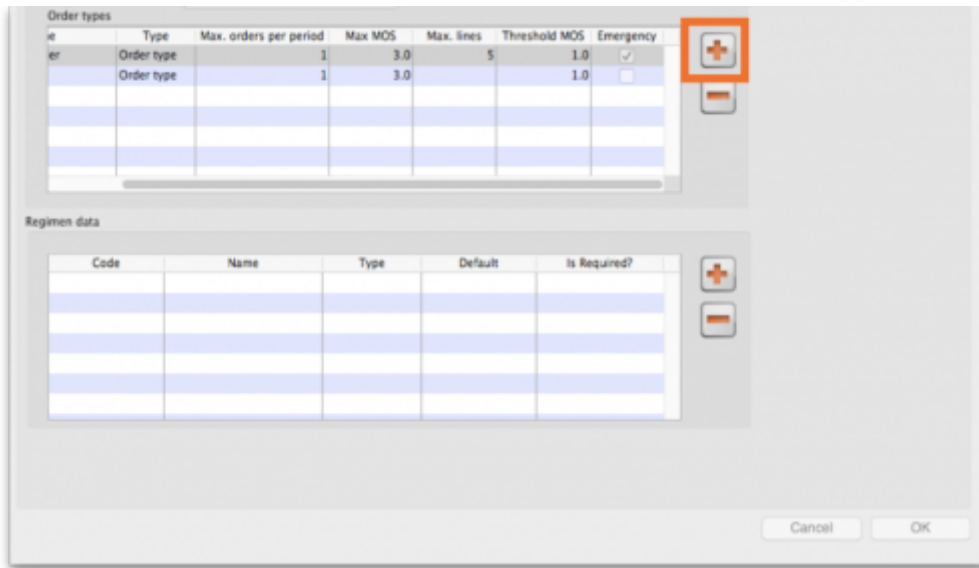 Order types
e Type Max. orders per period Max MOS Max. lines Threshold MOS Emergency
er Order type 1 3.0 5 1.0
Order type 1 3.0 1.0
Regimen data
Code Name Type Default Is Required?
Cancel OK